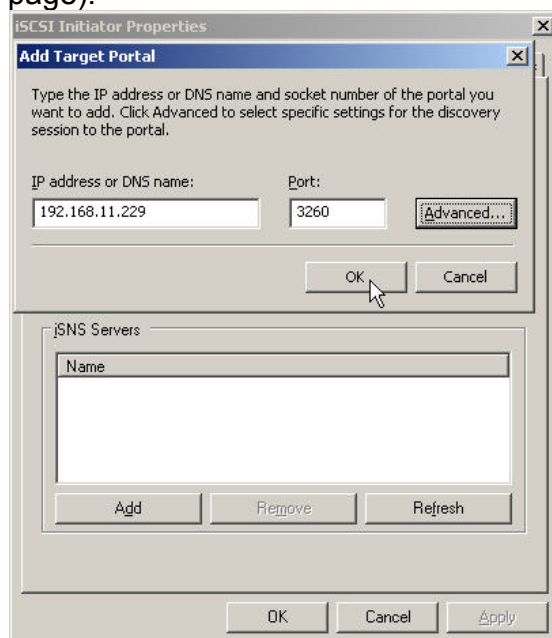 page).
iSCSI Initiator Properties
Add Target Portal
Type the IP address or DNS name and socket number of the portal you
want to add. Click Advanced to select specific settings for the discovery
session to the portal.
IP address or DNS name:
Port:
192.168.11.229
3260
Advanced...
OK
Cancel
iSNS Servers
Name
Add
Remove
Refresh
OK
Cancel
Apply